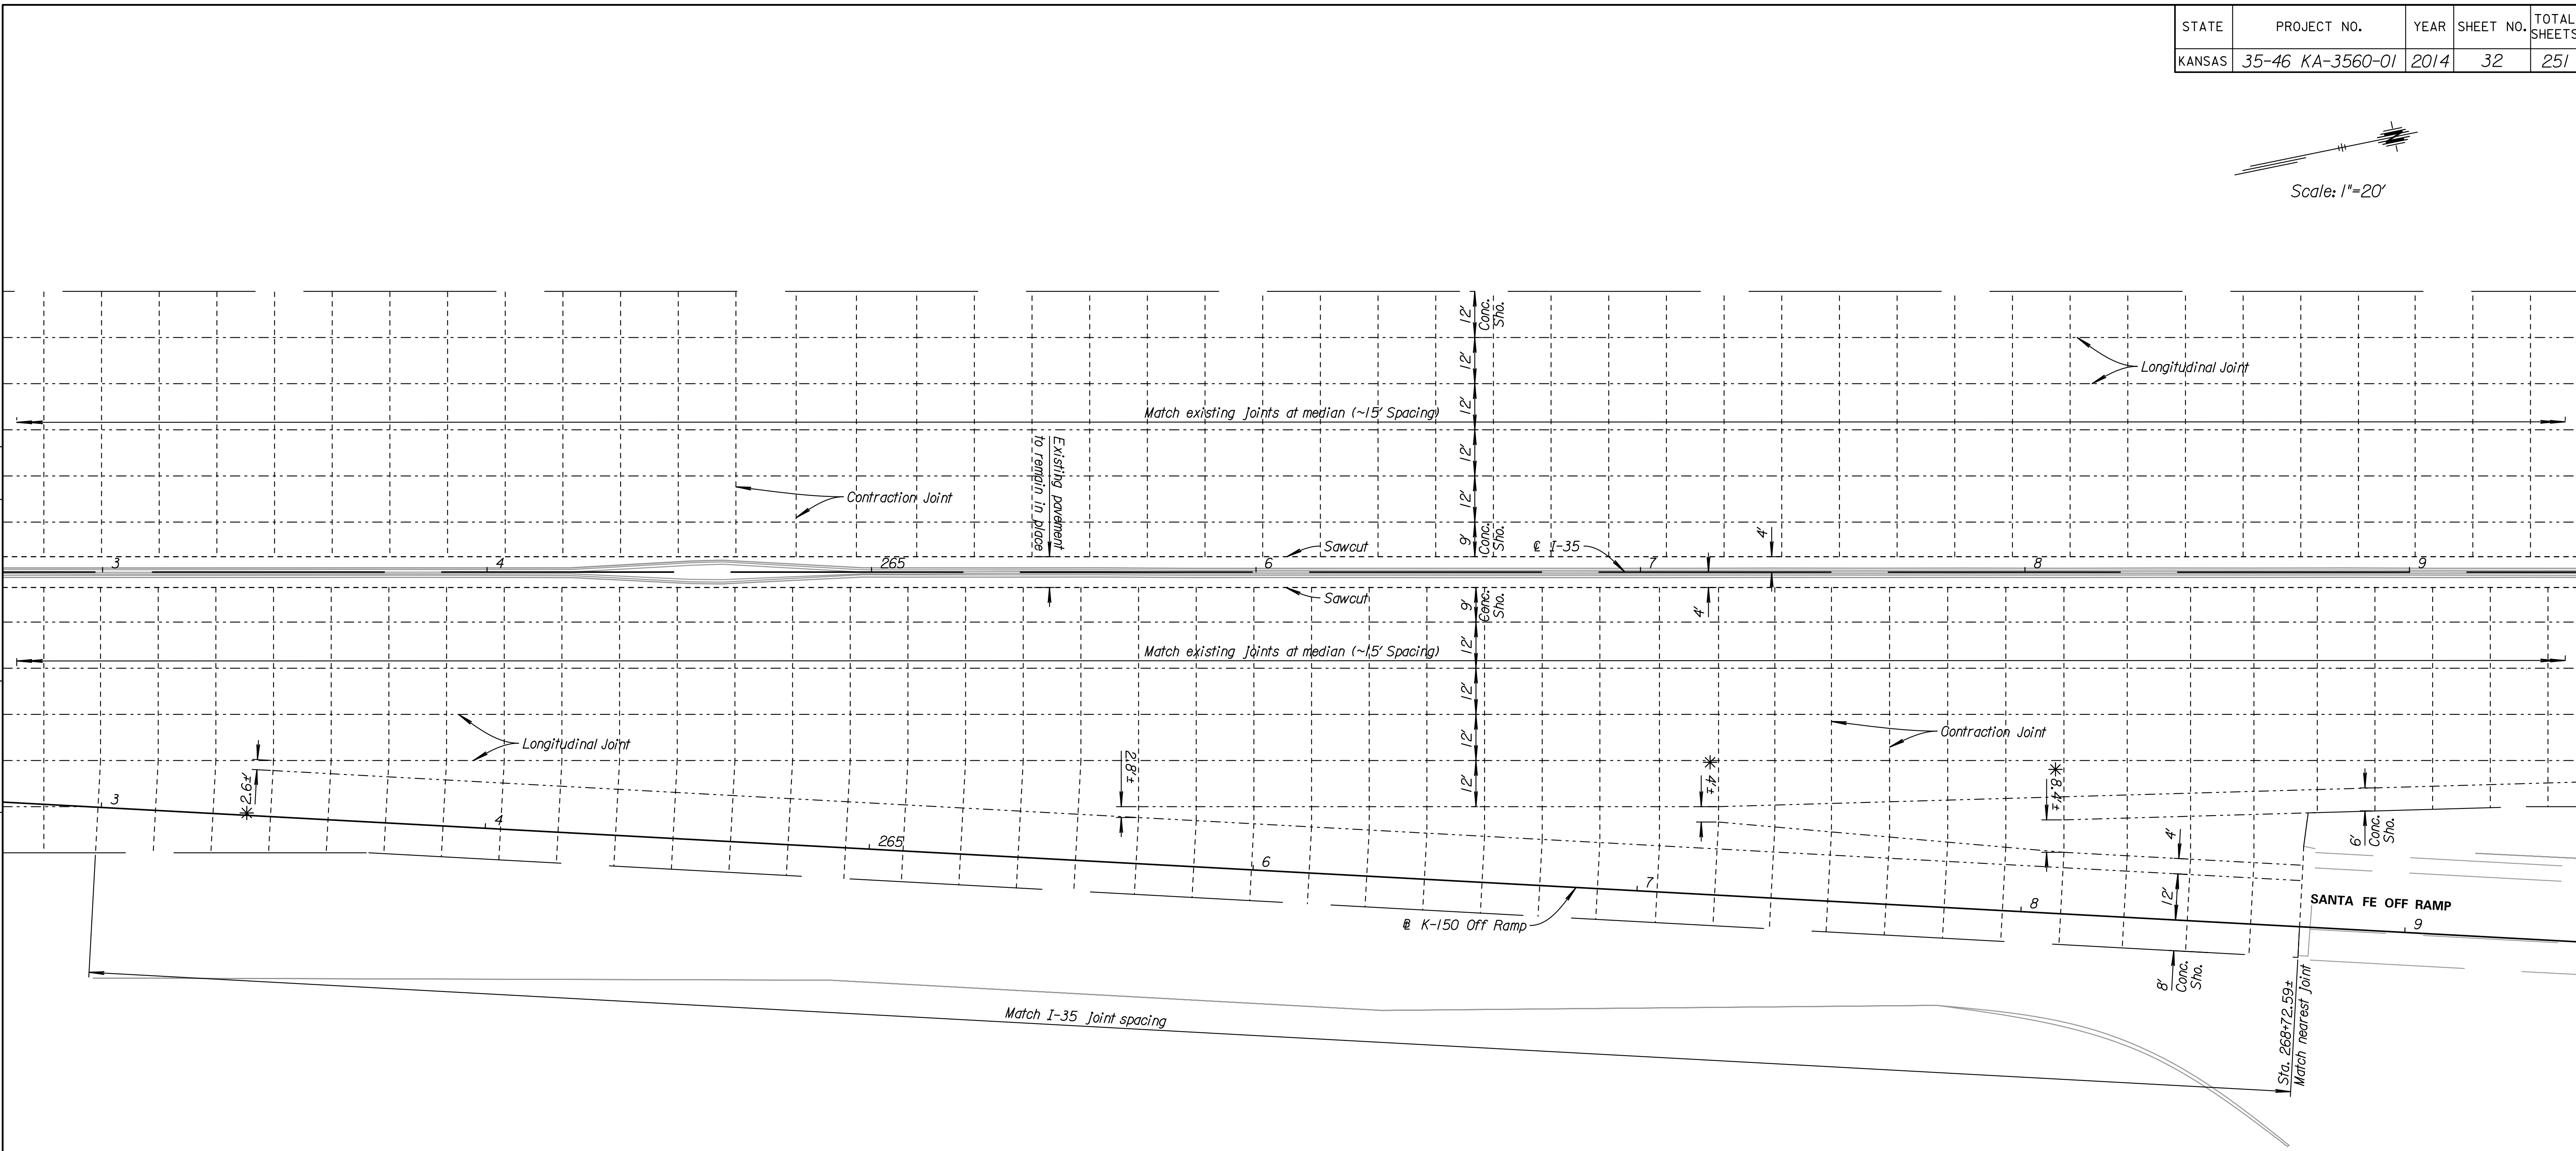 STATE PROJECT NO. YEAR SHEET NO. TOTAL SHEETS
KANSAS 35-46 KA-3560-01 2014 32 251
N
Scale: 1"=20'
12' Conc. Sho.
12'
Longitudinal Joint
12'
Match existing joints at median (~15' Spacing)
12'
Existing pavement
to remain in place
12'
Contraction Joint
9' Conc. Sho.
Sawcut
℄ I-35
4'
3 4 265 6 7 8 9
Sawcut
4'
9' Conc. Sho.
12'
Match existing joints at median (~15' Spacing)
12'
12'
Longitudinal Joint
Contraction Joint
12'
* 2.6'±
2.8'±
* 4'±
* 8.4'±
6' Conc. Sho.
4'
12'
3 4 265 6 7 8 9
SANTA FE OFF RAMP
℄ K-150 Off Ramp
8' Conc. Sho.
Match I-35 joint spacing
Sta. 268+72.59±
Match nearest joint